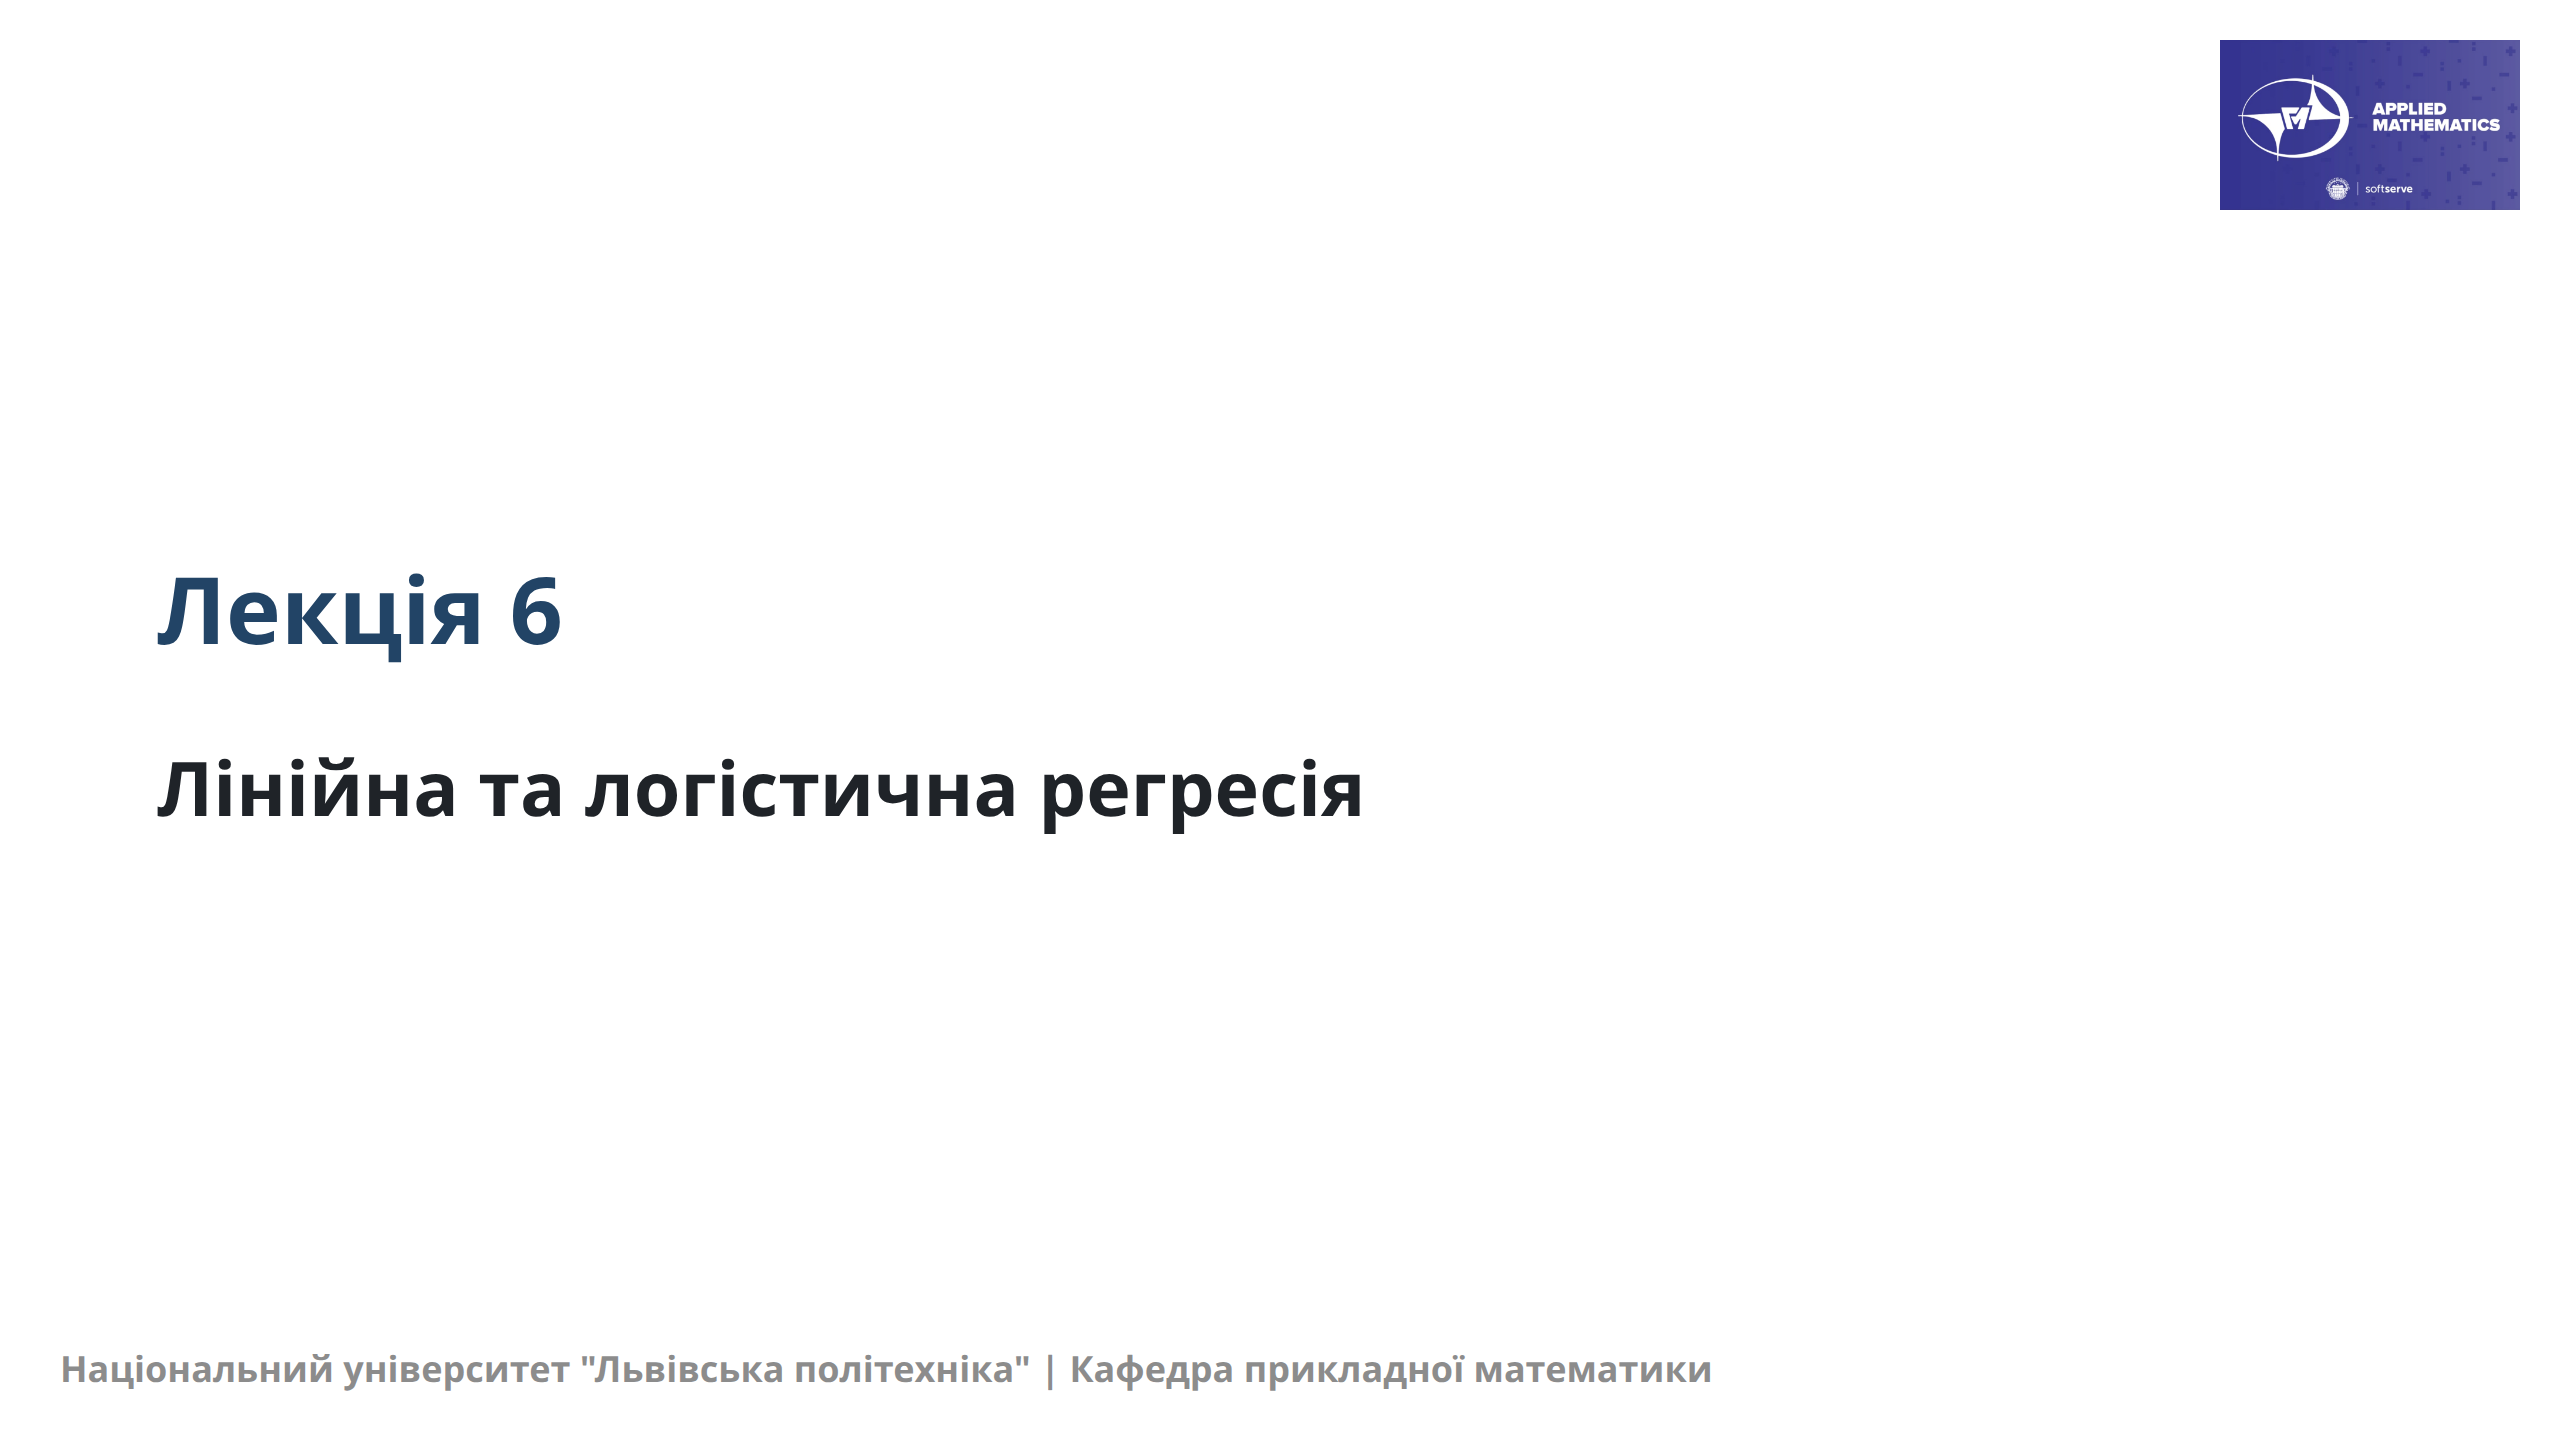 APPLIED
MATHEMATICS
softserve
Лекція 6
Лінійна та логістична регресія
Національний університет "Львівська політехніка" | Кафедра прикладної математики